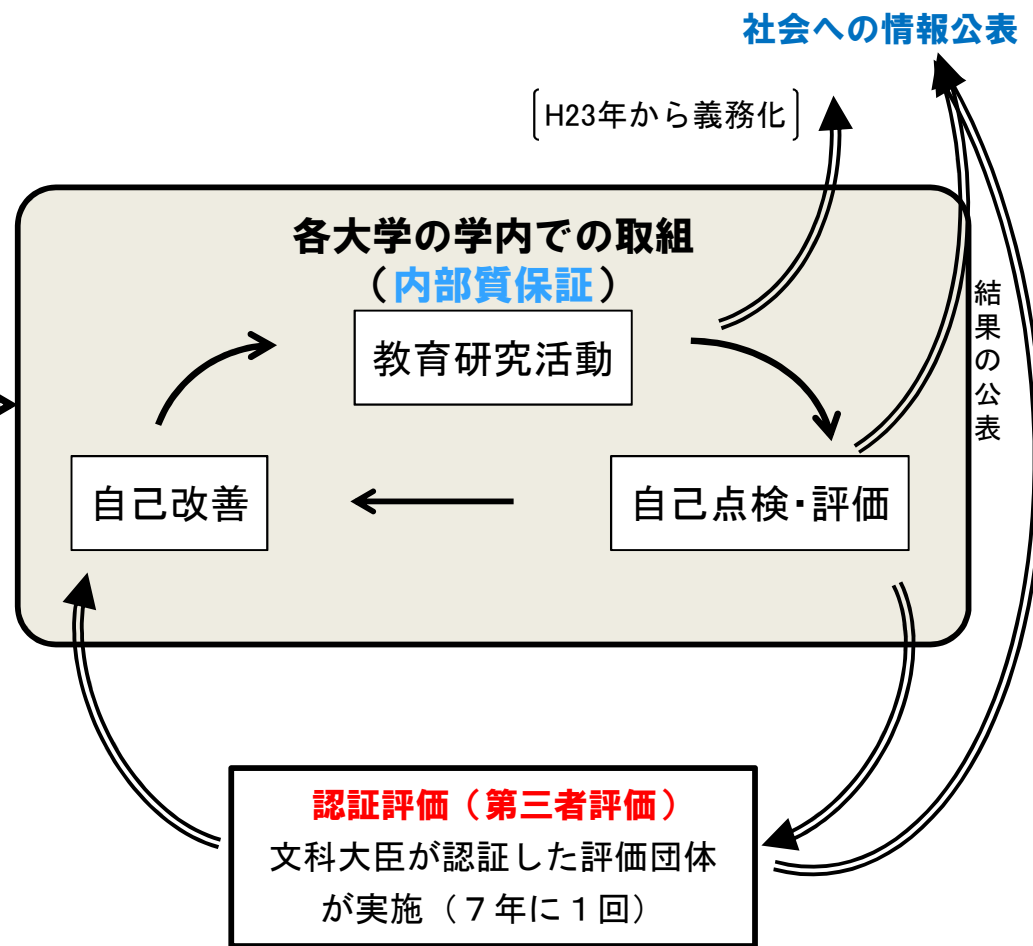 社会への情報公表
〔H23年から義務化〕
各大学の学内での取組
（内部質保証）
教育研究活動
結果の公表
自己改善
自己点検・評価
認証評価（第三者評価）
文科大臣が認証した評価団体
が実施（７年に１回）